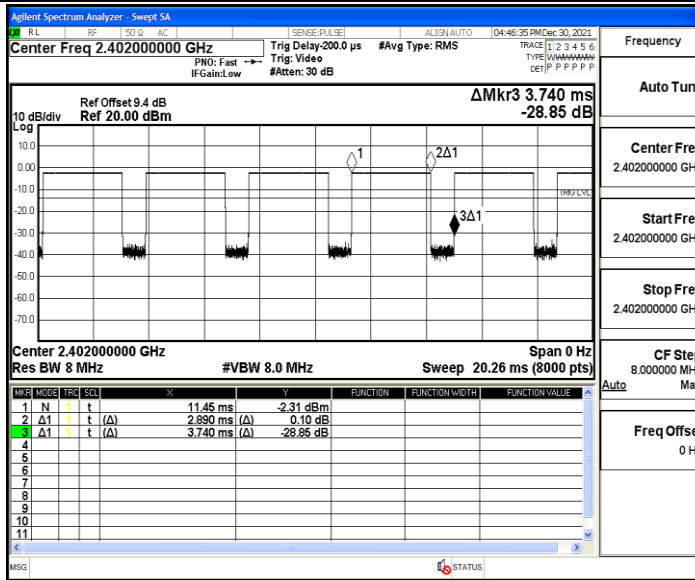 Agilent Spectrum Analyzer - Swept SA
RL RF 50 Ω AC SENSE:PULSE ALIGN AUTO 04:46:35 PM Dec 30, 2021
Center Freq 2.402000000 GHz
PNO: Fast
IFGain:Low
Trig Delay-200.0 µs
Trig: Video
#Atten: 30 dB
#Avg Type: RMS
TRACE 1 2 3 4 5 6
TYPE
DET P P P P P P
ΔMkr3 3.740 ms
-28.85 dB
Ref Offset 9.4 dB
10 dB/div Ref 20.00 dBm
Log
10.0
0.00
-10.0
-20.0
-30.0
-40.0
-50.0
-60.0
-70.0
1
2Δ1
TRIG LVL
3Δ1
Center 2.402000000 GHz Span 0 Hz
Res BW 8 MHz #VBW 8.0 MHz Sweep 20.26 ms (8000 pts)
MKR MODE TRC SCL X Y FUNCTION FUNCTION WIDTH FUNCTION VALUE
1 N 1 t 11.45 ms -2.31 dBm
2 Δ1 1 t (Δ) 2.890 ms (Δ) 0.10 dB
3 Δ1 1 t (Δ) 3.740 ms (Δ) -28.85 dB
4
5
6
7
8
9
10
11
MSG STATUS
Frequency
Auto Tun
Center Fre
2.402000000 GH
Start Fre
2.402000000 GH
Stop Fre
2.402000000 GH
CF Step
8.000000 MH
Auto Ma
Freq Offse
0 H